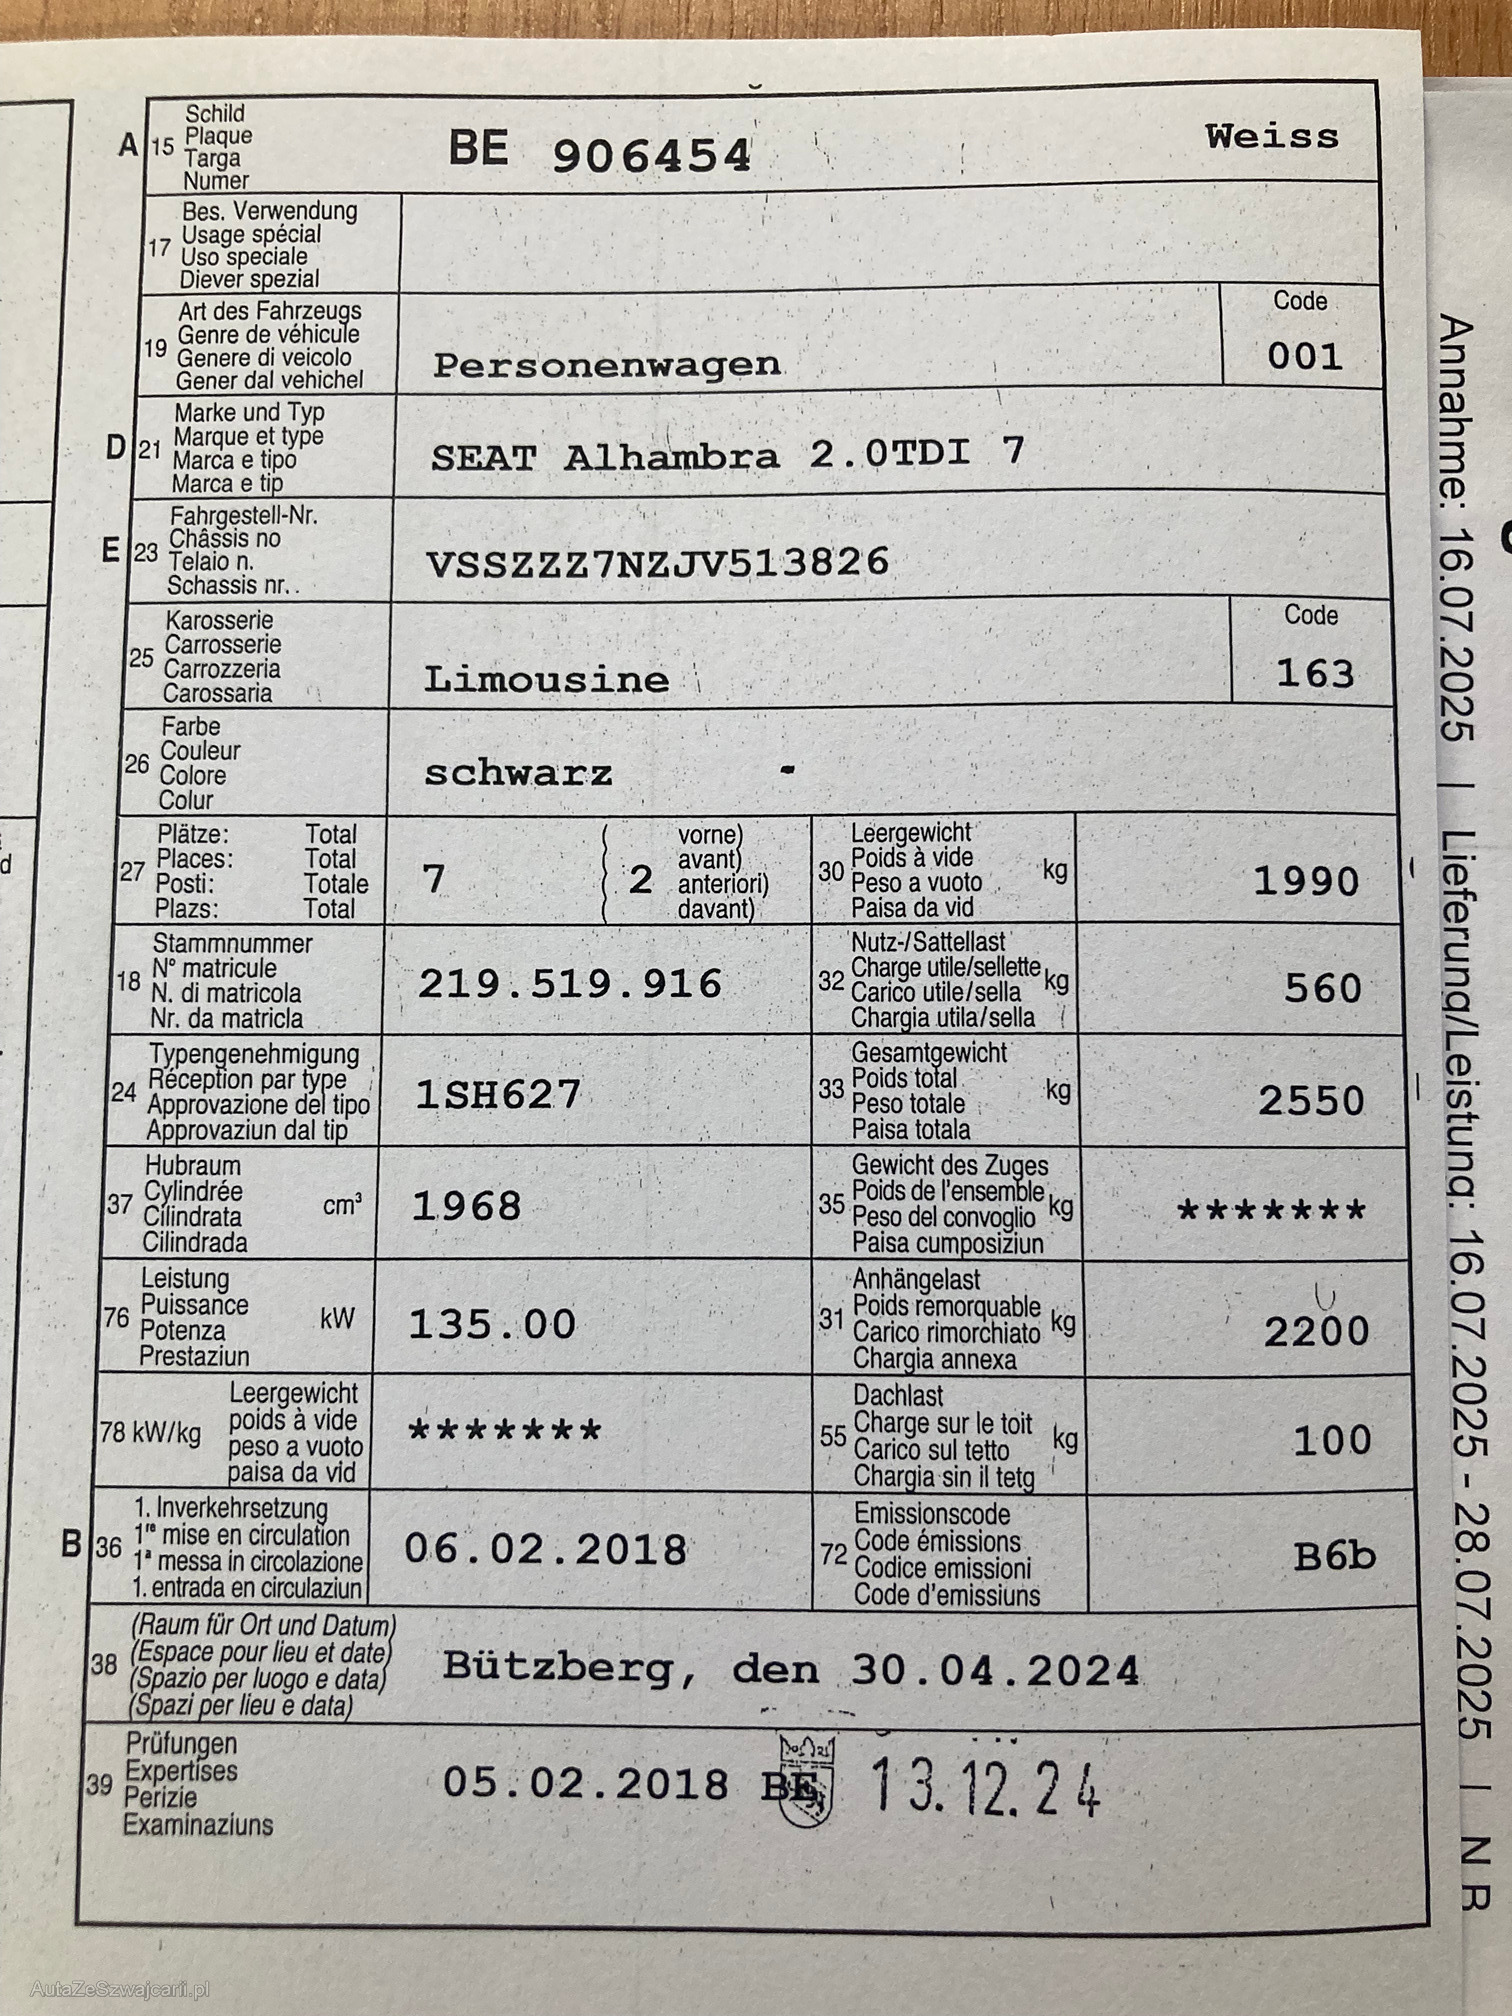 A 15 Schild
Plaque
Targa
Numer
BE 906454 Weiss
17 Bes. Verwendung
Usage spécial
Uso speciale
Diever spezial
19 Art des Fahrzeugs
Genre de véhicule
Genere di veicolo
Gener dal vehichel
Personenwagen
Code
001
D 21 Marke und Typ
Marque et type
Marca e tipo
Marca e tip
SEAT Alhambra 2.0TDI 7
E 23 Fahrgestell-Nr.
Châssis no
Telaio n.
Schassis nr.
VSSZZZ7NZJV513826
25 Karosserie
Carrosserie
Carrozzeria
Carossaria
Limousine
Code
163
26 Farbe
Couleur
Colore
Colur
schwarz -
27 Plätze: Total
Places: Total
Posti: Totale
Plazs: Total
7 ( 2 vorne)
avant)
anteriori)
davant)
30 Leergewicht
Poids à vide
Peso a vuoto
Paisa da vid
kg
1990
18 Stammnummer
N° matricule
N. di matricola
Nr. da matricla
219.519.916
32 Nutz-/Sattellast
Charge utile/sellette
Carico utile/sella
Chargia utila/sella
kg
560
24 Typengenehmigung
Réception par type
Approvazione del tipo
Approvaziun dal tip
1SH627
33 Gesamtgewicht
Poids total
Peso totale
Paisa totala
kg
2550
37 Hubraum
Cylindrée
Cilindrata
Cilindrada
cm³
1968
35 Gewicht des Zuges
Poids de l'ensemble
Peso del convoglio
Paisa cumposiziun
kg
*******
76 Leistung
Puissance
Potenza
Prestaziun
kW
135.00
31 Anhängelast
Poids remorquable
Carico rimorchiato
Chargia annexa
kg
2200
78 kW/kg Leergewicht
poids à vide
peso a vuoto
paisa da vid
*******
55 Dachlast
Charge sur le toit
Carico sul tetto
Chargia sin il tetg
kg
100
B 36 1. Inverkehrsetzung
1re mise en circulation
1a messa in circolazione
1. entrada en circulaziun
06.02.2018
72 Emissionscode
Code émissions
Codice emissioni
Code d'emissiuns
B6b
38 (Raum für Ort und Datum)
(Espace pour lieu et date)
(Spazio per luogo e data)
(Spazi per lieu e data)
Bützberg, den 30.04.2024
39 Prüfungen
Expertises
Perizie
Examinaziuns
05.02.2018 BE 13.12.24
Annahme: 16.07.2025 | Lieferung/Leistung: 16.07.2025 - 28.07.2025 | N R
AutaZeSzwajcarii.pl